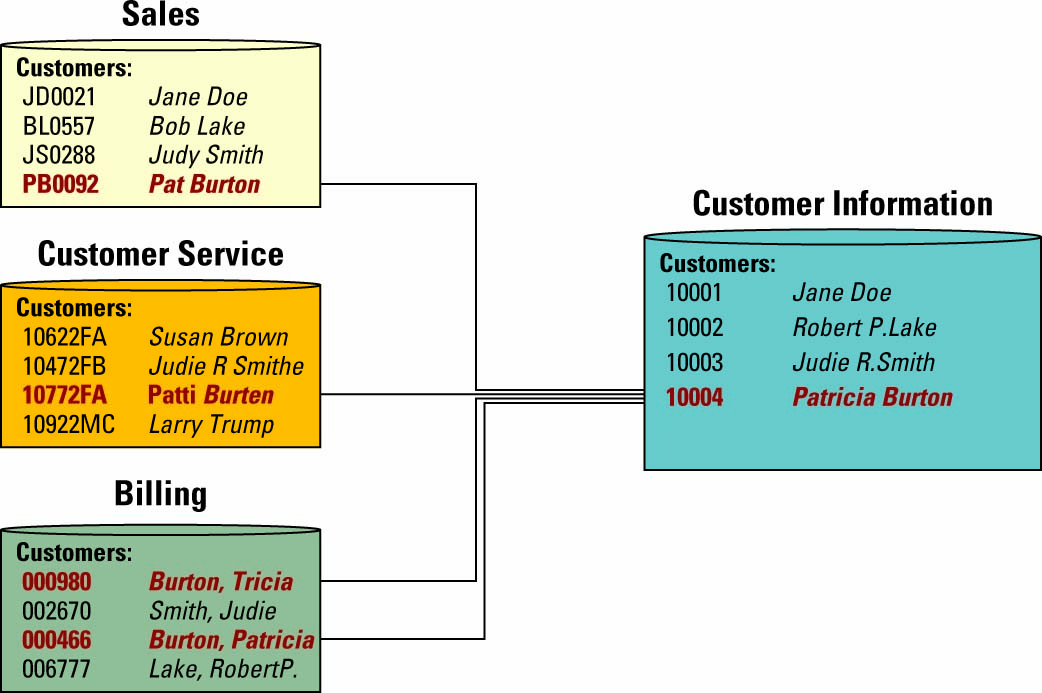 Sales
Customers:
JD0021 Jane Doe
BL0557 Bob Lake
JS0288 Judy Smith
PB0092 Pat Burton
Customer Service
Customers:
10622FA Susan Brown
10472FB Judie R Smithe
10772FA Patti Burten
10922MC Larry Trump
Billing
Customers:
000980 Burton, Tricia
002670 Smith, Judie
000466 Burton, Patricia
006777 Lake, RobertP.
Customer Information
Customers:
10001 Jane Doe
10002 Robert P.Lake
10003 Judie R.Smith
10004 Patricia Burton